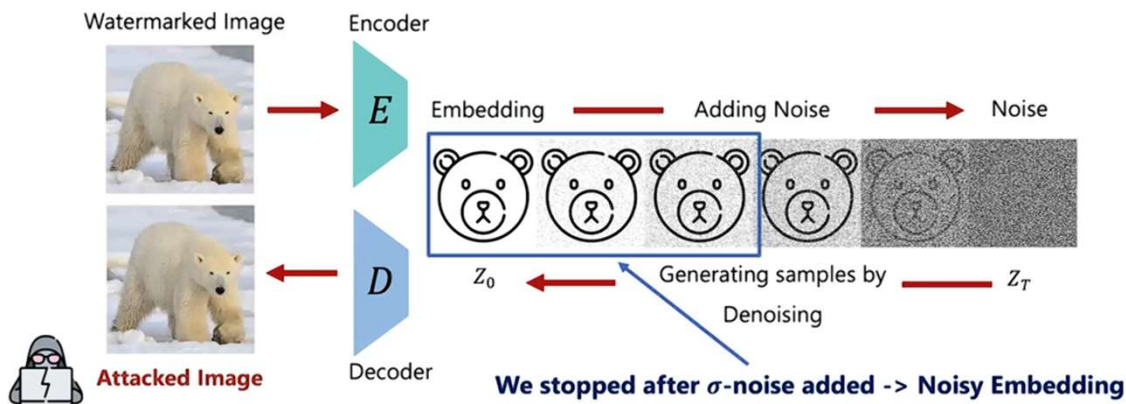 Watermarked Image
Encoder
E
Embedding
Adding Noise
Noise
D
Z₀
Generating samples by
Denoising
Z_T
Decoder
Attacked Image
We stopped after σ-noise added -> Noisy Embedding